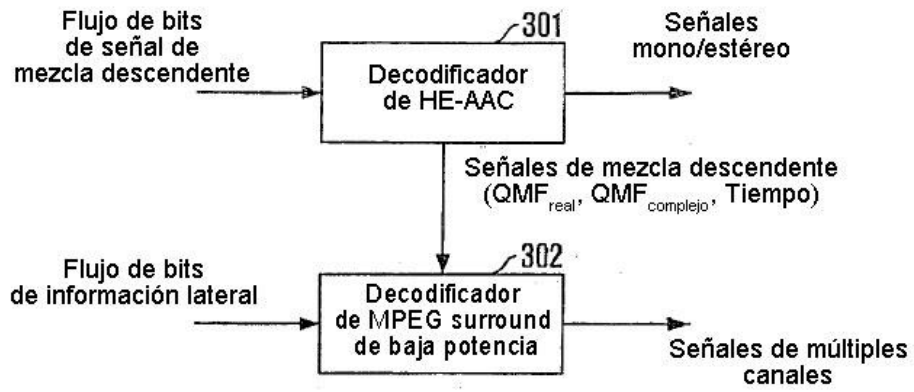 Flujo de bits
de señal de
mezcla descendente
301
Decodificador
de HE-AAC
Señales
mono/estéreo
Señales de mezcla descendente
(QMFreal, QMFcomplejo, Tiempo)
Flujo de bits
de información lateral
302
Decodificador
de MPEG surround
de baja potencia
Señales de múltiples
canales